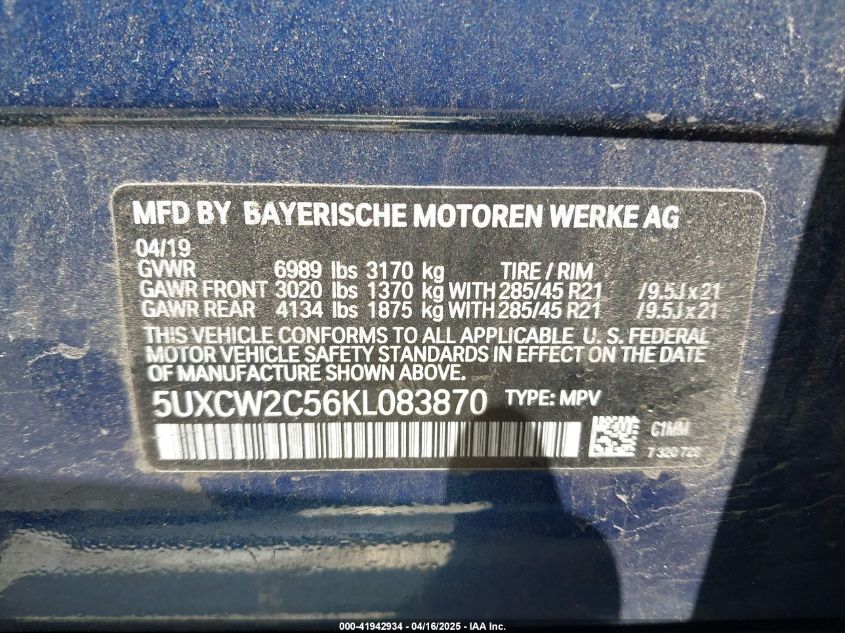 MFD BY BAYERISCHE MOTOREN WERKE AG
04/19
GVWR 6989 lbs 3170 kg TIRE / RIM
GAWR FRONT 3020 lbs 1370 kg WITH 285/45 R21 /9.5J x 21
GAWR REAR 4134 lbs 1875 kg WITH 285/45 R21 /9.5J x 21
THIS VEHICLE CONFORMS TO ALL APPLICABLE U. S. FEDERAL
MOTOR VEHICLE SAFETY STANDARDS IN EFFECT ON THE DATE
OF MANUFACTURE SHOWN ABOVE.
5UXCW2C56KL083870 TYPE: MPV
C1MM
7 320 723
000-41942934 - 04/16/2025 - IAA Inc.